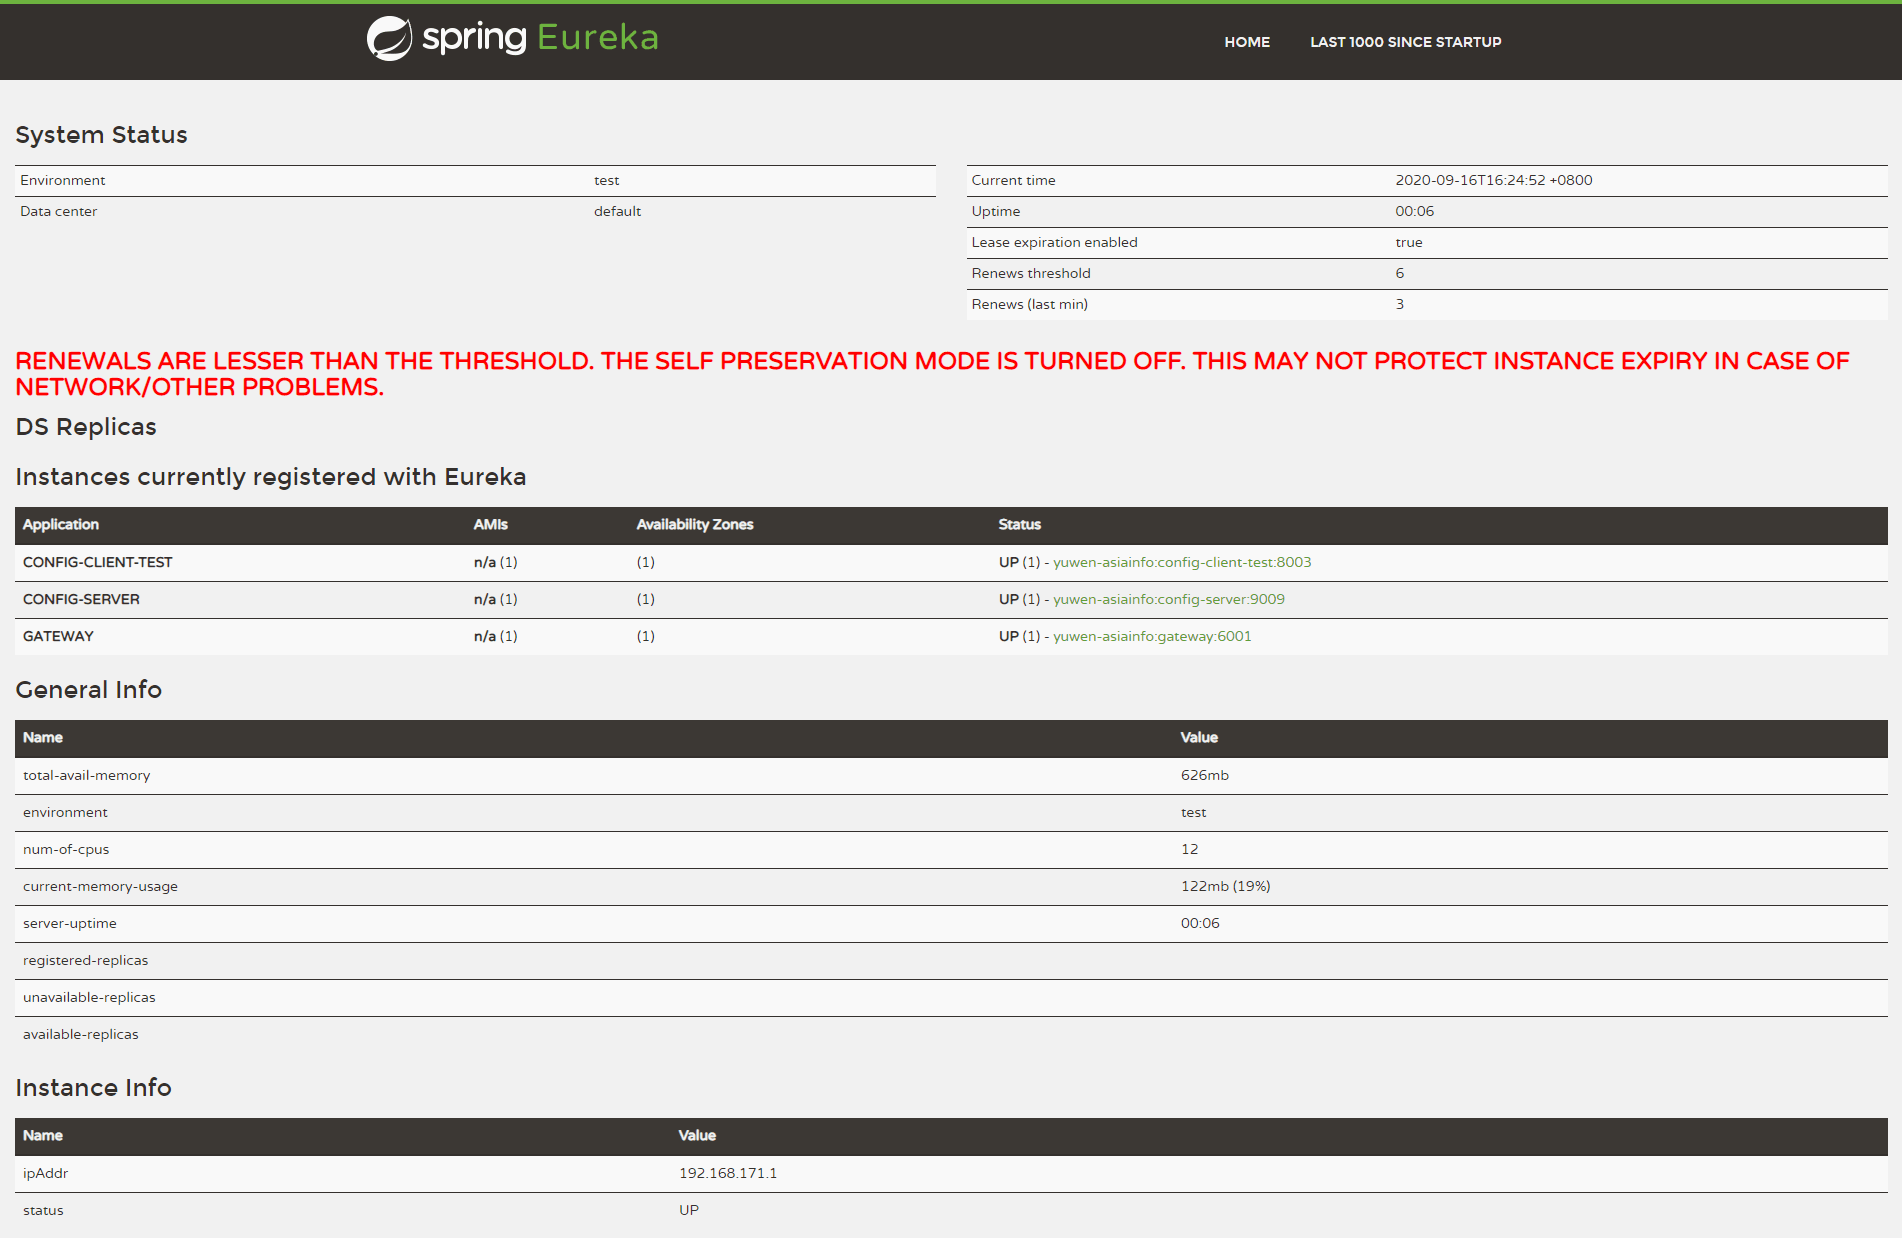 spring Eureka
HOME LAST 1000 SINCE STARTUP
System Status
Environment test
Data center default
Current time 2020-09-16T16:24:52 +0800
Uptime 00:06
Lease expiration enabled true
Renews threshold 6
Renews (last min) 3
RENEWALS ARE LESSER THAN THE THRESHOLD. THE SELF PRESERVATION MODE IS TURNED OFF. THIS MAY NOT PROTECT INSTANCE EXPIRY IN CASE OF
NETWORK/OTHER PROBLEMS.
DS Replicas
Instances currently registered with Eureka
Application AMIs Availability Zones Status
CONFIG-CLIENT-TEST n/a (1) (1) UP (1) - yuwen-asiainfo:config-client-test:8003
CONFIG-SERVER n/a (1) (1) UP (1) - yuwen-asiainfo:config-server:9009
GATEWAY n/a (1) (1) UP (1) - yuwen-asiainfo:gateway:6001
General Info
Name Value
total-avail-memory 626mb
environment test
num-of-cpus 12
current-memory-usage 122mb (19%)
server-uptime 00:06
registered-replicas
unavailable-replicas
available-replicas
Instance Info
Name Value
ipAddr 192.168.171.1
status UP